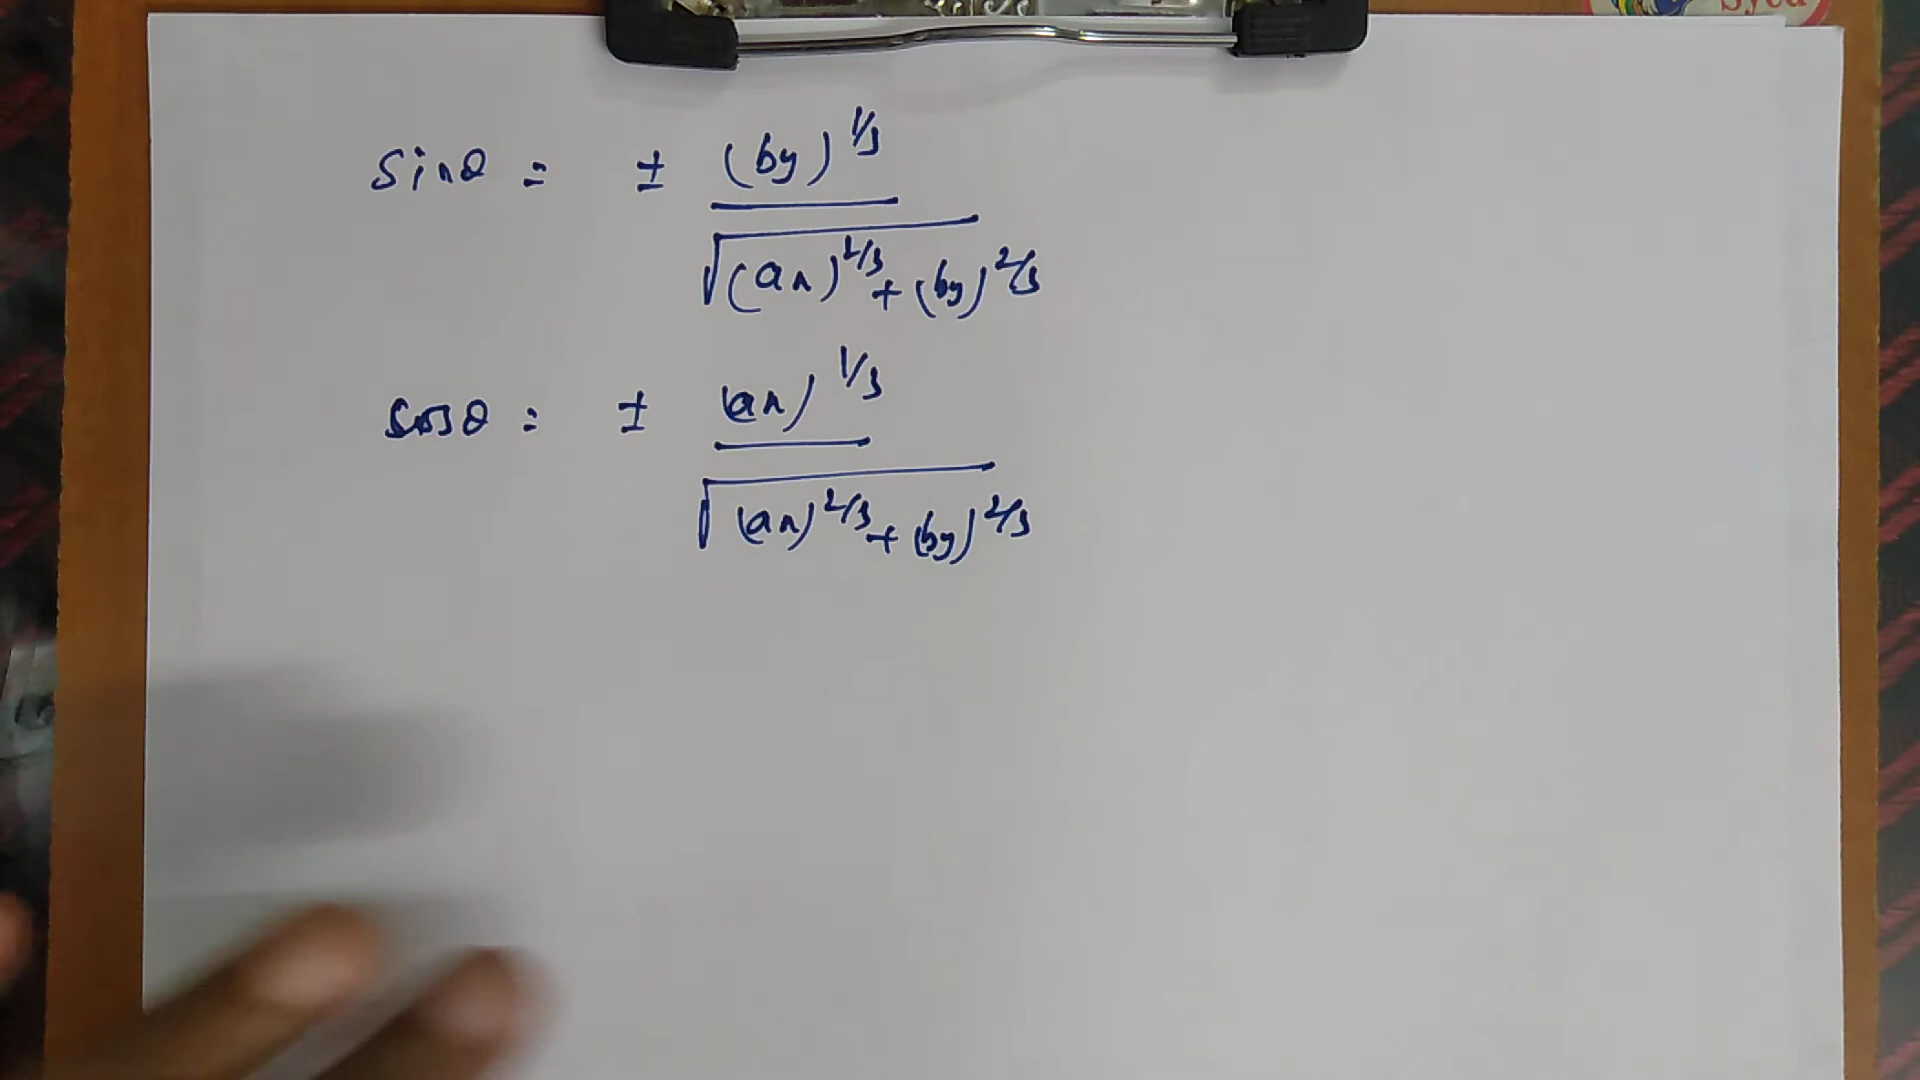 Syed
sinθ = ± (by)^1/3
√(ax)^2/3 + (by)^2/3
cosθ = ± (ax)^1/3
√(ax)^2/3 + (by)^2/3